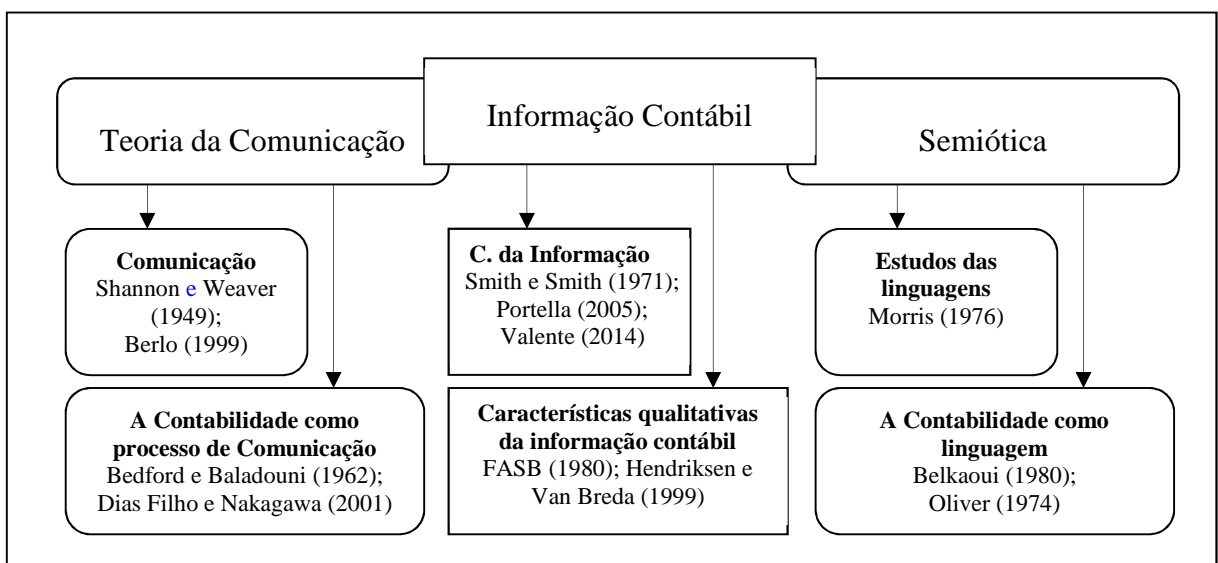 Teoria da Comunicação
Informação Contábil
Semiótica
Comunicação
Shannon e Weaver
(1949);
Berlo (1999)
C. da Informação
Smith e Smith (1971);
Portella (2005);
Valente (2014)
Estudos das
linguagens
Morris (1976)
A Contabilidade como
processo de Comunicação
Bedford e Baladouni (1962);
Dias Filho e Nakagawa (2001)
Características qualitativas
da informação contábil
FASB (1980); Hendriksen e
Van Breda (1999)
A Contabilidade como
linguagem
Belkaoui (1980);
Oliver (1974)